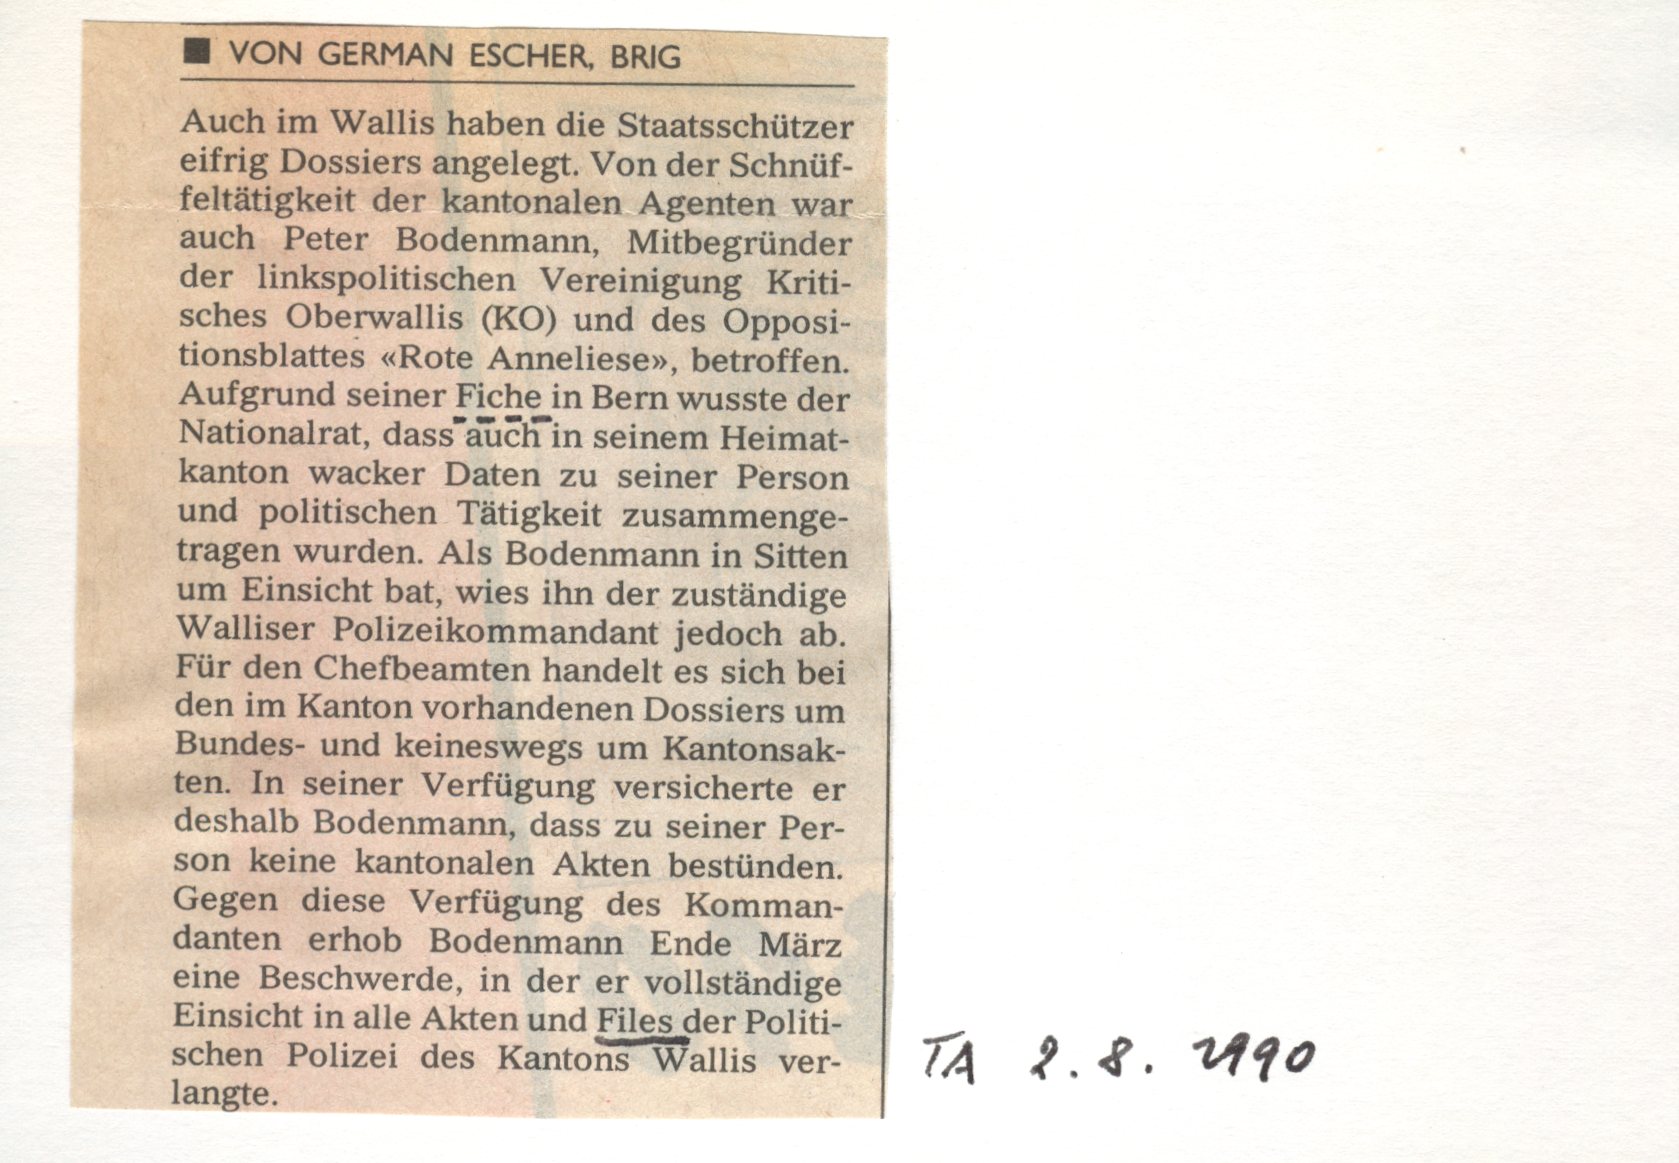 ■ VON GERMAN ESCHER, BRIG
Auch im Wallis haben die Staatsschützer
eifrig Dossiers angelegt. Von der Schnüf-
feltätigkeit der kantonalen Agenten war
auch Peter Bodenmann, Mitbegründer
der linkspolitischen Vereinigung Kriti-
sches Oberwallis (KO) und des Opposi-
tionsblattes «Rote Anneliese», betroffen.
Aufgrund seiner Fiche in Bern wusste der
Nationalrat, dass auch in seinem Heimat-
kanton wacker Daten zu seiner Person
und politischen Tätigkeit zusammenge-
tragen wurden. Als Bodenmann in Sitten
um Einsicht bat, wies ihn der zuständige
Walliser Polizeikommandant jedoch ab.
Für den Chefbeamten handelt es sich bei
den im Kanton vorhandenen Dossiers um
Bundes- und keineswegs um Kantonsak-
ten. In seiner Verfügung versicherte er
deshalb Bodenmann, dass zu seiner Per-
son keine kantonalen Akten bestünden.
Gegen diese Verfügung des Komman-
danten erhob Bodenmann Ende März
eine Beschwerde, in der er vollständige
Einsicht in alle Akten und Files der Politi-
schen Polizei des Kantons Wallis ver-
langte.
TA 2. 8. 1990